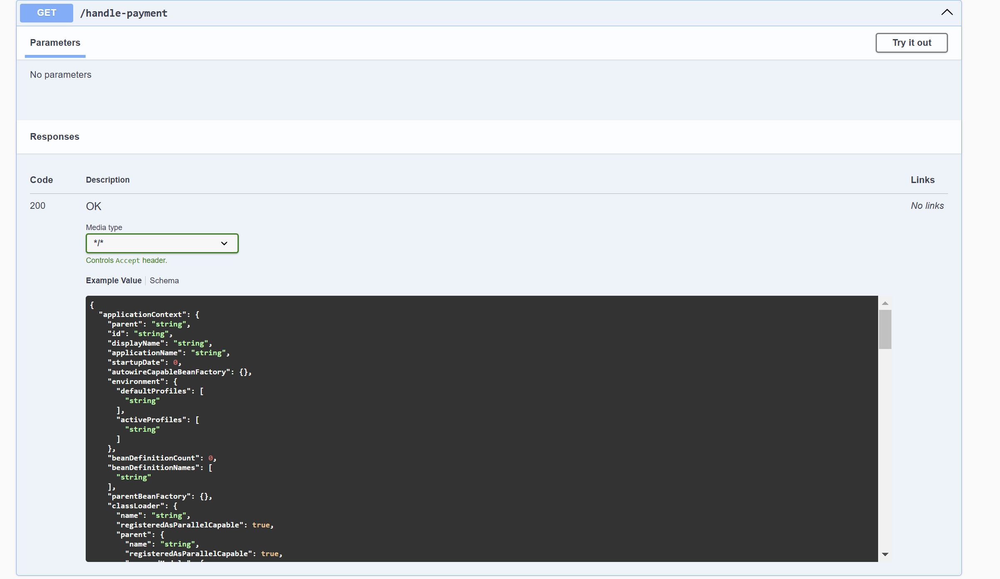 GET /handle-payment
Parameters
Try it out
No parameters
Responses
Code Description Links
200 OK No links
Media type
*/*
Controls Accept header.
Example Value Schema
{
  "applicationContext": {
    "parent": "string",
    "id": "string",
    "displayName": "string",
    "applicationName": "string",
    "startupDate": 0,
    "autowireCapableBeanFactory": {},
    "environment": {
      "defaultProfiles": [
        "string"
      ],
      "activeProfiles": [
        "string"
      ]
    },
    "beanDefinitionCount": 0,
    "beanDefinitionNames": [
      "string"
    ],
    "parentBeanFactory": {},
    "classLoader": {
      "name": "string",
      "registeredAsParallelCapable": true,
      "parent": {
        "name": "string",
        "registeredAsParallelCapable": true,